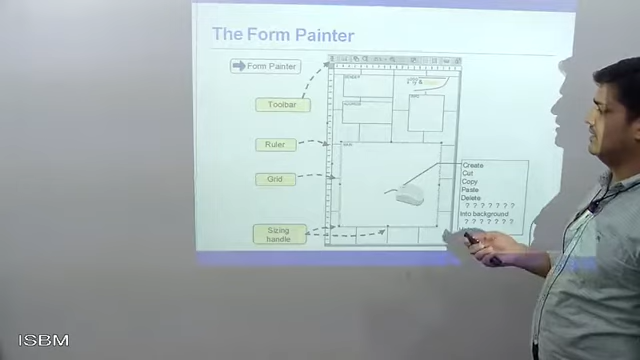 The Form Painter
Form Painter
Toolbar
Ruler
Grid
Sizing
handle
Create
Cut
Copy
Paste
Delete
? ? ? ? ? ? ?
Into background
? ? ? ? ? ? ?
ISBM